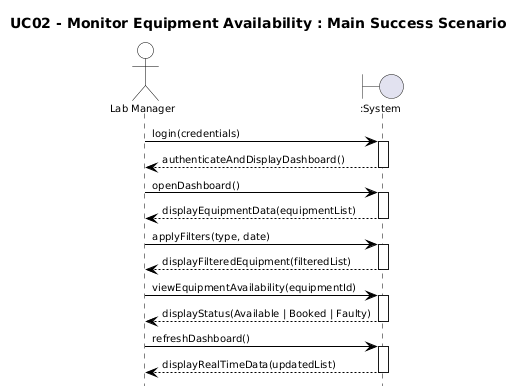 UC02 - Monitor Equipment Availability : Main Success Scenario
Lab Manager
:System
login(credentials)
authenticateAndDisplayDashboard()
openDashboard()
displayEquipmentData(equipmentList)
applyFilters(type, date)
displayFilteredEquipment(filteredList)
viewEquipmentAvailability(equipmentId)
displayStatus(Available | Booked | Faulty)
refreshDashboard()
displayRealTimeData(updatedList)